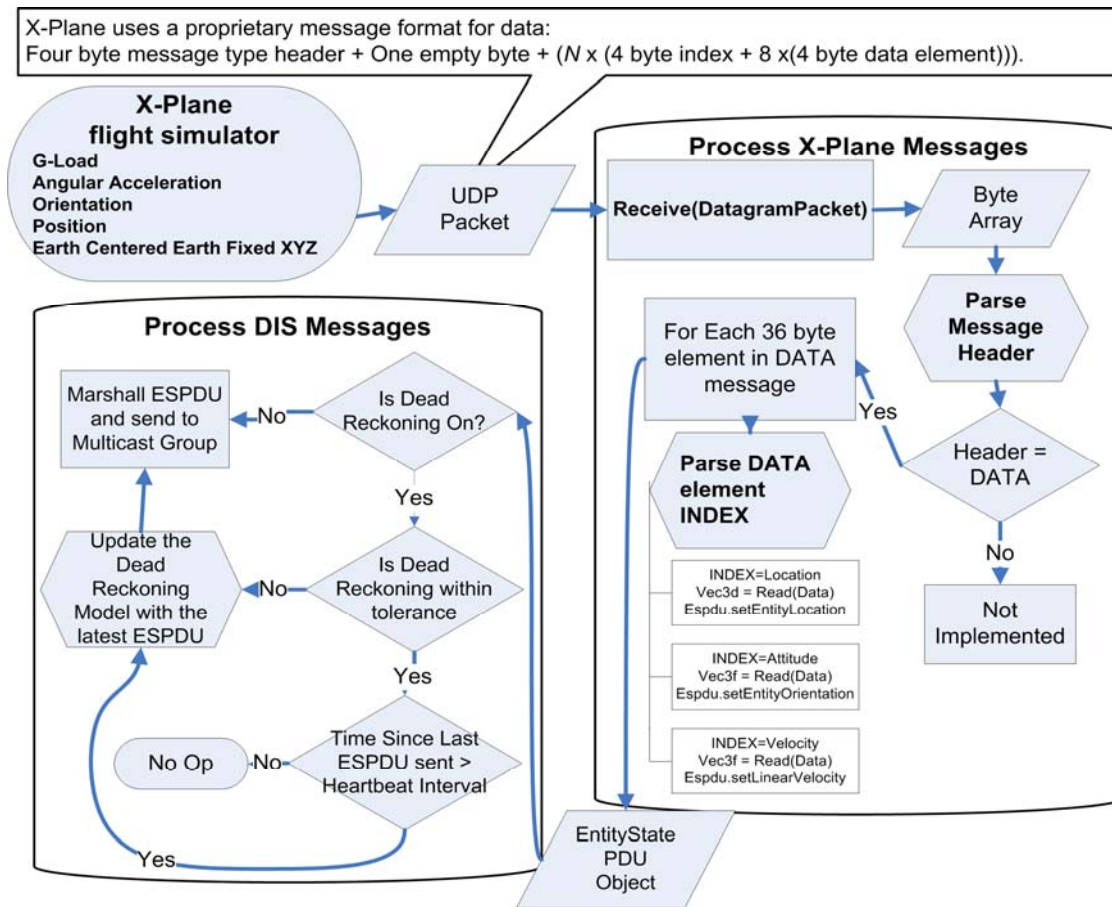 X-Plane uses a proprietary message format for data:
Four byte message type header + One empty byte + (N x (4 byte index + 8 x(4 byte data element))).
X-Plane
flight simulator
G-Load
Angular Acceleration
Orientation
Position
Earth Centered Earth Fixed XYZ
UDP
Packet
Process X-Plane Messages
Receive(DatagramPacket)
Byte
Array
Parse
Message
Header
Header =
DATA
Yes
No
Not
Implemented
For Each 36 byte
element in DATA
message
Parse DATA
element
INDEX
INDEX=Location
Vec3d = Read(Data)
Espdu.setEntityLocation
INDEX=Attitude
Vec3f = Read(Data)
Espdu.setEntityOrientation
INDEX=Velocity
Vec3f = Read(Data)
Espdu.setLinearVelocity
EntityState
PDU
Object
Process DIS Messages
Is Dead
Reckoning On?
No
Marshall ESPDU
and send to
Multicast Group
Yes
Is Dead
Reckoning within
tolerance
No
Update the
Dead
Reckoning
Model with the
latest ESPDU
Yes
Time Since Last
ESPDU sent >
Heartbeat Interval
No
No Op
Yes